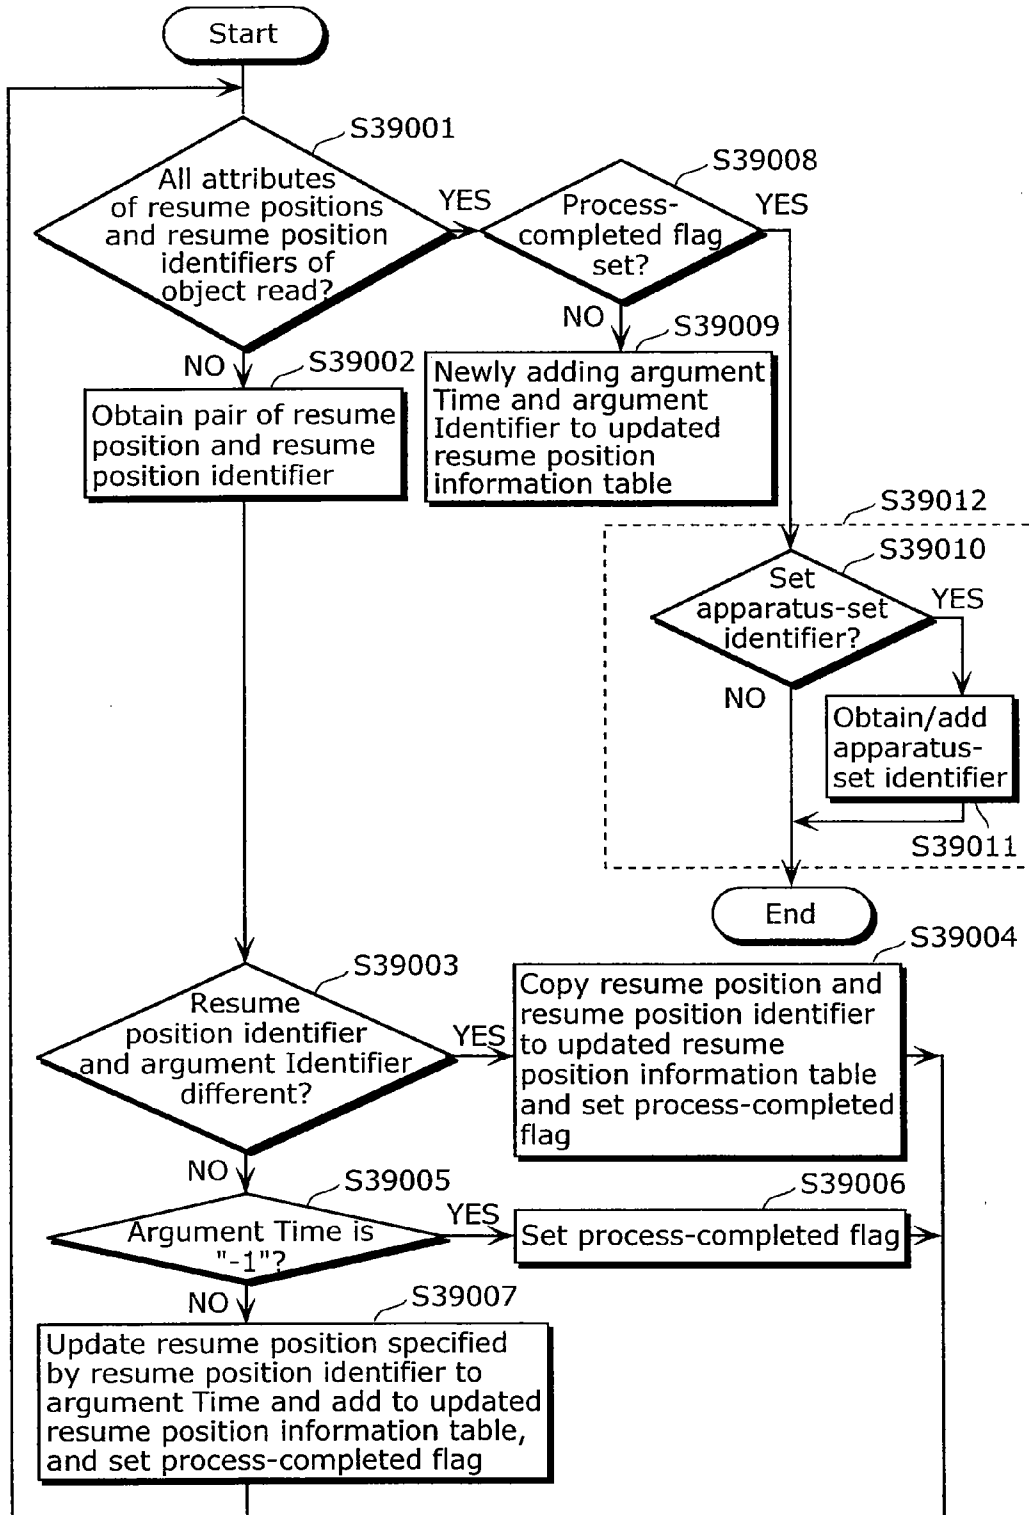 Start
S39001
All attributes
of resume positions
and resume position
identifiers of
object read?
YES
S39008
Process-
completed flag
set?
YES
NO
S39002
Obtain pair of resume
position and resume
position identifier
NO
S39009
Newly adding argument
Time and argument
Identifier to updated
resume position
information table
S39012
S39010
Set
apparatus-set
identifier?
YES
NO
Obtain/add
apparatus-
set identifier
S39011
End
S39003
Resume
position identifier
and argument Identifier
different?
YES
S39004
Copy resume position and
resume position identifier
to updated resume
position information table
and set process-completed
flag
NO
S39005
Argument Time is
"-1"?
YES
S39006
Set process-completed flag
NO
S39007
Update resume position specified
by resume position identifier to
argument Time and add to updated
resume position information table,
and set process-completed flag